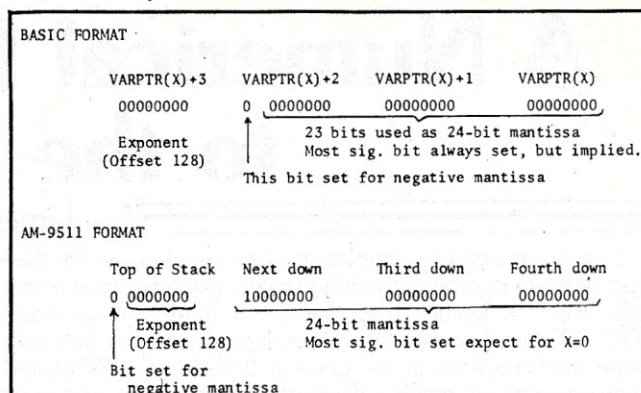 BASIC FORMAT
VARPTR(X)+3 VARPTR(X)+2 VARPTR(X)+1 VARPTR(X)
00000000 0 0000000 00000000 00000000
Exponent 23 bits used as 24-bit mantissa
(Offset 128) Most sig. bit always set, but implied.
This bit set for negative mantissa
AM-9511 FORMAT
Top of Stack Next down Third down Fourth down
0 0000000 10000000 00000000 00000000
Exponent 24-bit mantissa
(Offset 128) Most sig. bit set expect for X=0
Bit set for
negative mantissa